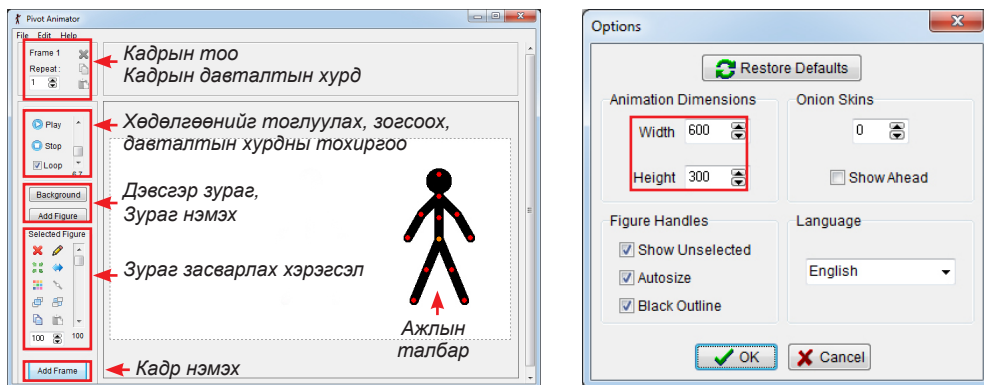 Pivot Animator
File Edit Help
Frame 1
Repeat:
1
Кадрын тоо
Кадрын давталтын хурд
Play
Stop
Loop
6.7
Хөдөлгөөнийг тоглуулах, зогсоох,
давталтын хурдны тохиргоо
Background
Add Figure
Дэвсгэр зураг,
Зураг нэмэх
Selected Figure
100
100
Зураг засварлах хэрэгсэл
Ажлын
талбар
Add Frame
Кадр нэмэх
Options
Restore Defaults
Animation Dimensions
Width 600
Height 300
Onion Skins
0
Show Ahead
Figure Handles
Show Unselected
Autosize
Black Outline
Language
English
OK
Cancel